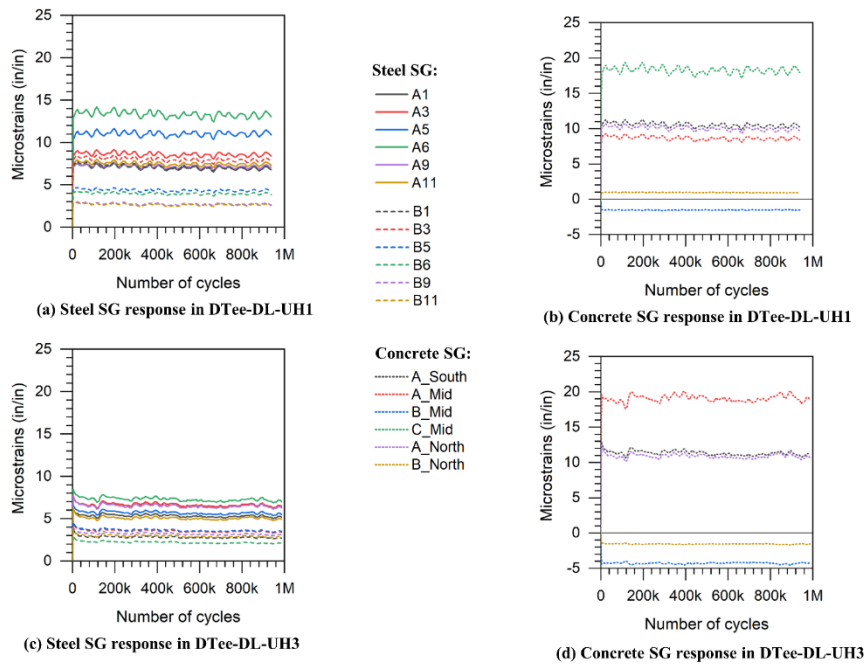 25
20
15
10
5
0
Microstrains (in/in)
0 200k 400k 600k 800k 1M
Number of cycles
(a) Steel SG response in DTee-DL-UH1
Steel SG:
A1
A3
A5
A6
A9
A11
B1
B3
B5
B6
B9
B11
25
20
15
10
5
0
-5
Microstrains (in/in)
0 200k 400k 600k 800k 1M
Number of cycles
(b) Concrete SG response in DTee-DL-UH1
25
20
15
10
5
0
Microstrains (in/in)
0 200k 400k 600k 800k 1M
Number of cycles
(c) Steel SG response in DTee-DL-UH3
Concrete SG:
A_South
A_Mid
B_Mid
C_Mid
A_North
B_North
25
20
15
10
5
0
-5
Microstrains (in/in)
0 200k 400k 600k 800k 1M
Number of cycles
(d) Concrete SG response in DTee-DL-UH3